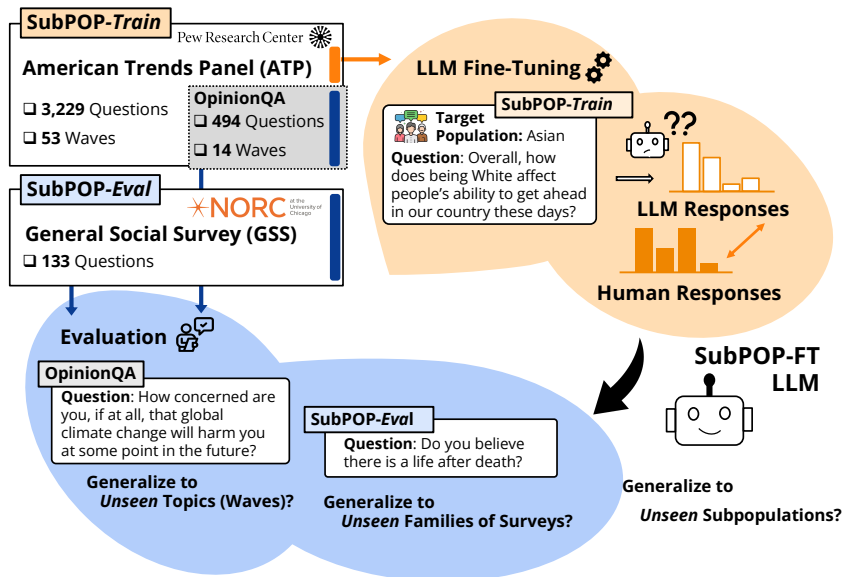 SubPOP-Train
Pew Research Center
American Trends Panel (ATP)
❑ 3,229 Questions
❑ 53 Waves
OpinionQA
❑ 494 Questions
❑ 14 Waves
SubPOP-Eval
NORC at the
University of
Chicago
General Social Survey (GSS)
❑ 133 Questions
LLM Fine-Tuning
SubPOP-Train
Target
Population: Asian
Question: Overall, how
does being White affect
people's ability to get ahead
in our country these days?
??
LLM Responses
Human Responses
Evaluation
OpinionQA
Question: How concerned are
you, if at all, that global
climate change will harm you
at some point in the future?
Generalize to
Unseen Topics (Waves)?
SubPOP-Eval
Question: Do you believe
there is a life after death?
Generalize to
Unseen Families of Surveys?
SubPOP-FT
LLM
Generalize to
Unseen Subpopulations?